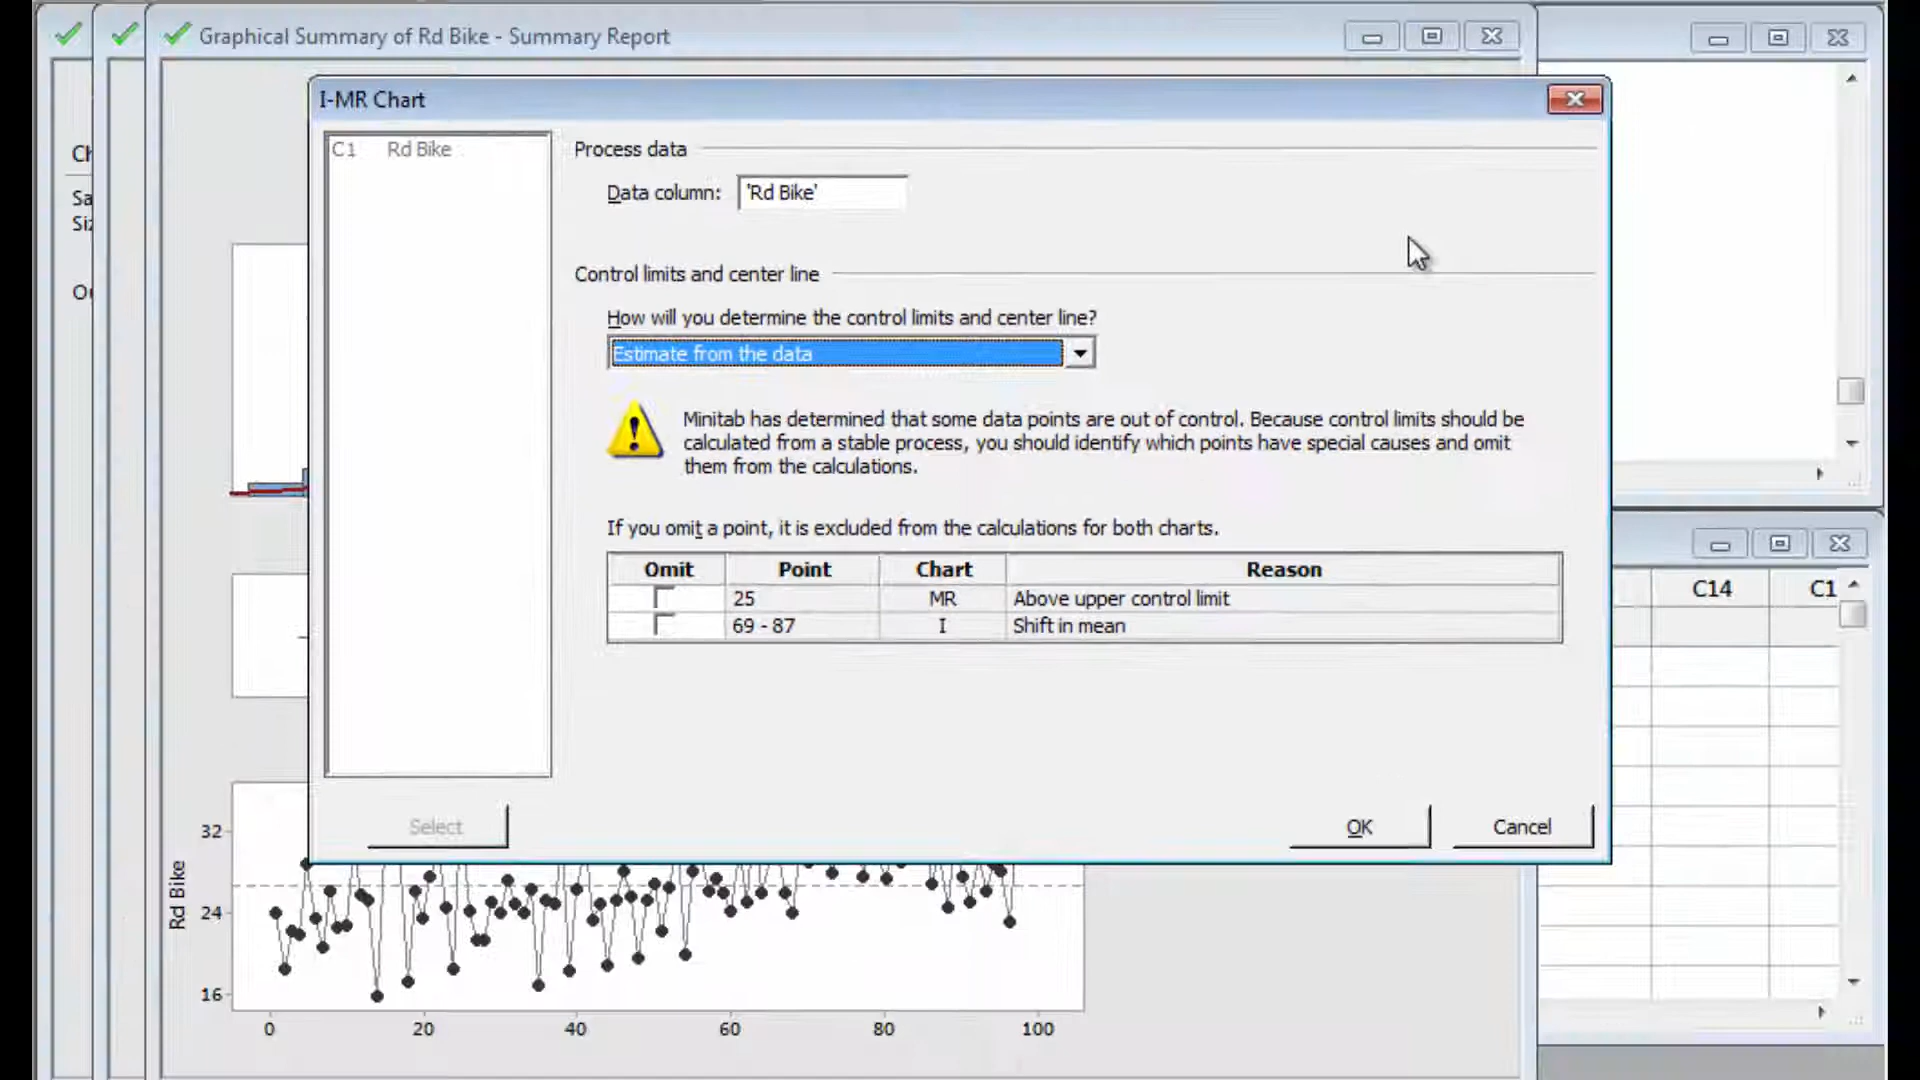 Graphical Summary of Rd Bike - Summary Report
I-MR Chart
C1 Rd Bike
Process data
Data column: 'Rd Bike'
Control limits and center line
How will you determine the control limits and center line?
Estimate from the data
Minitab has determined that some data points are out of control. Because control limits should be
calculated from a stable process, you should identify which points have special causes and omit
them from the calculations.
If you omit a point, it is excluded from the calculations for both charts.
Omit Point Chart Reason
25 MR Above upper control limit
69 - 87 I Shift in mean
Select OK Cancel
C14 C1
32
24
16
Rd Bike
0 20 40 60 80 100